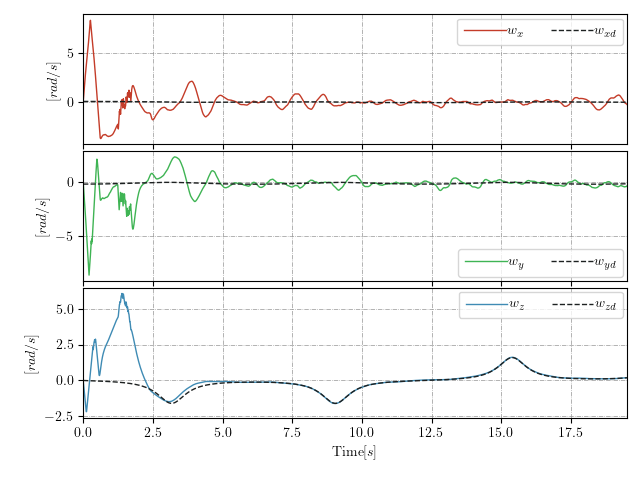 w_x w_xd
5
0
[rad/s]
0
−5
[rad/s]
w_y w_yd
w_z w_zd
5.0
2.5
0.0
−2.5
[rad/s]
0.0 2.5 5.0 7.5 10.0 12.5 15.0 17.5
Time[s]